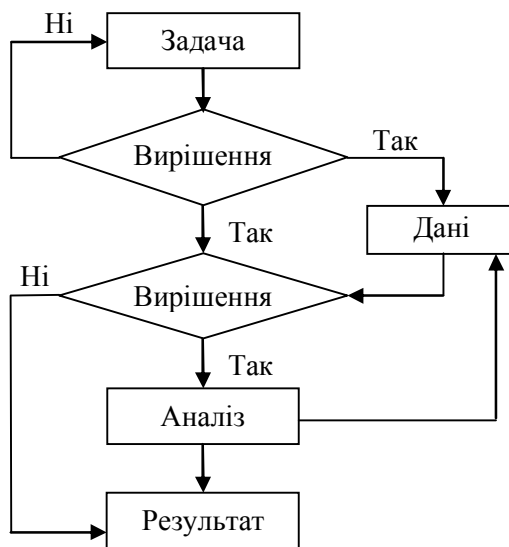 Ні
Задача
Вирішення
Так
Дані
Так
Ні
Вирішення
Так
Аналіз
Результат